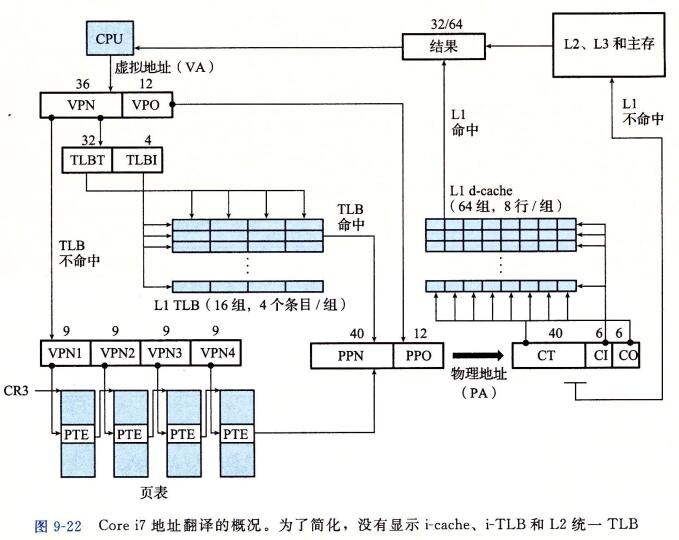 CPU
32/64
结果
L2、L3 和主存
虚拟地址（VA）
36
12
VPN
VPO
L1
命中
L1
不命中
32
4
TLBT
TLBI
L1 d-cache
（64 组，8 行/组）
TLB
命中
TLB
不命中
⋮
⋮
L1 TLB（16 组，4 个条目/组）
9
9
9
9
40
12
40
6
6
VPN1
VPN2
VPN3
VPN4
PPN
PPO
CT
CI
CO
物理地址
（PA）
CR3
PTE
PTE
PTE
PTE
页表
图 9-22 Core i7 地址翻译的概况。为了简化，没有显示 i-cache、i-TLB 和 L2 统一 TLB